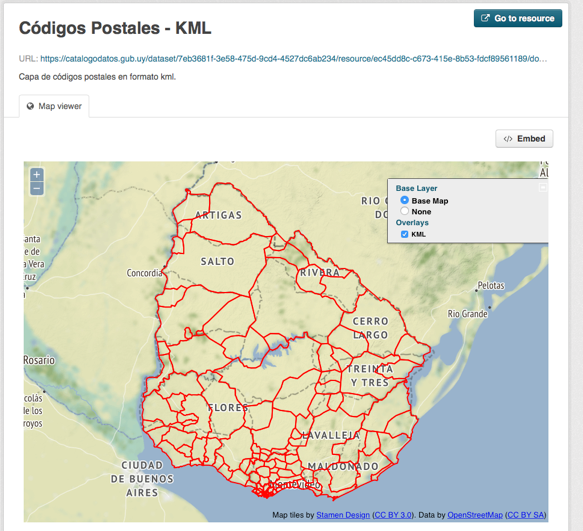 Códigos Postales - KML
Go to resource
URL: https://catalogodatos.gub.uy/dataset/7eb3681f-3e58-475d-9cd4-4527dc6ab234/resource/ec45dd8c-c673-415e-8b53-fdcf89561189/do...
Capa de códigos postales en formato kml.
Map viewer
</> Embed
+
−
Base Layer
Base Map
None
Overlays
KML
AL
RIO G
DO
ARTIGAS
anta
e de
a Vera
ruz
Concordia
SALTO
RIVERA
Pelotas
Rio Grande
CERRO
LARGO
Rosario
TREINTA
Y TRES
colás
de los
royos
FLORES
LAVALLEJA
CIUDAD
DE BUENOS
AIRES
MALDONADO
Montevideo
Map tiles by Stamen Design (CC BY 3.0). Data by OpenStreetMap (CC BY SA)